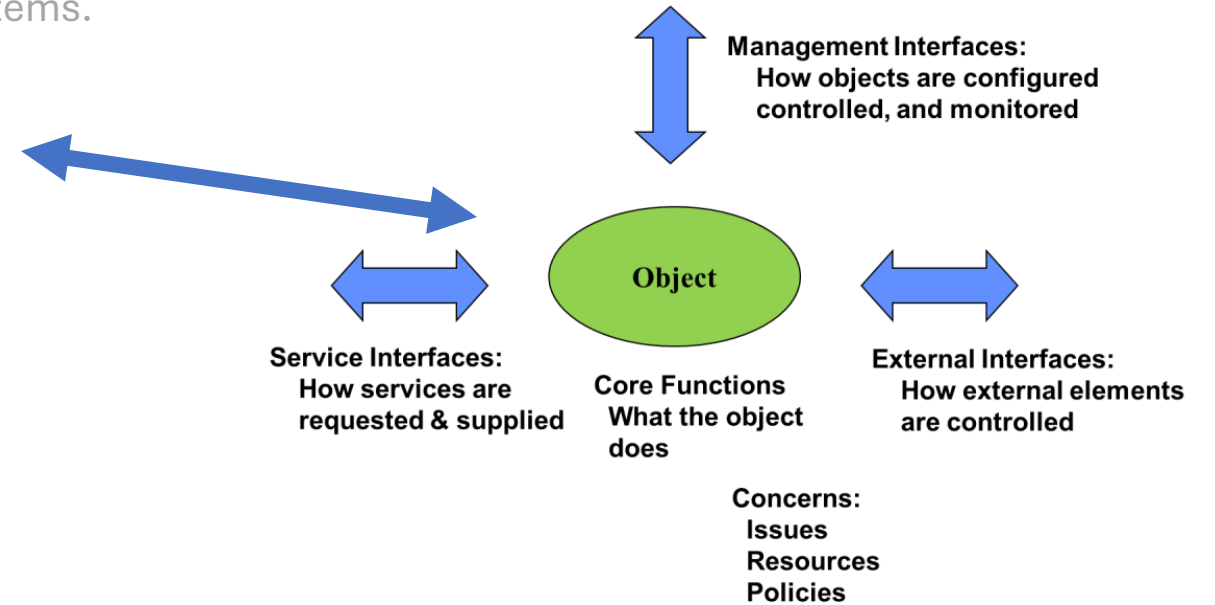 tems.
Management Interfaces:
How objects are configured
controlled, and monitored
Object
Service Interfaces:
How services are
requested & supplied
Core Functions
What the object
does
External Interfaces:
How external elements
are controlled
Concerns:
Issues
Resources
Policies